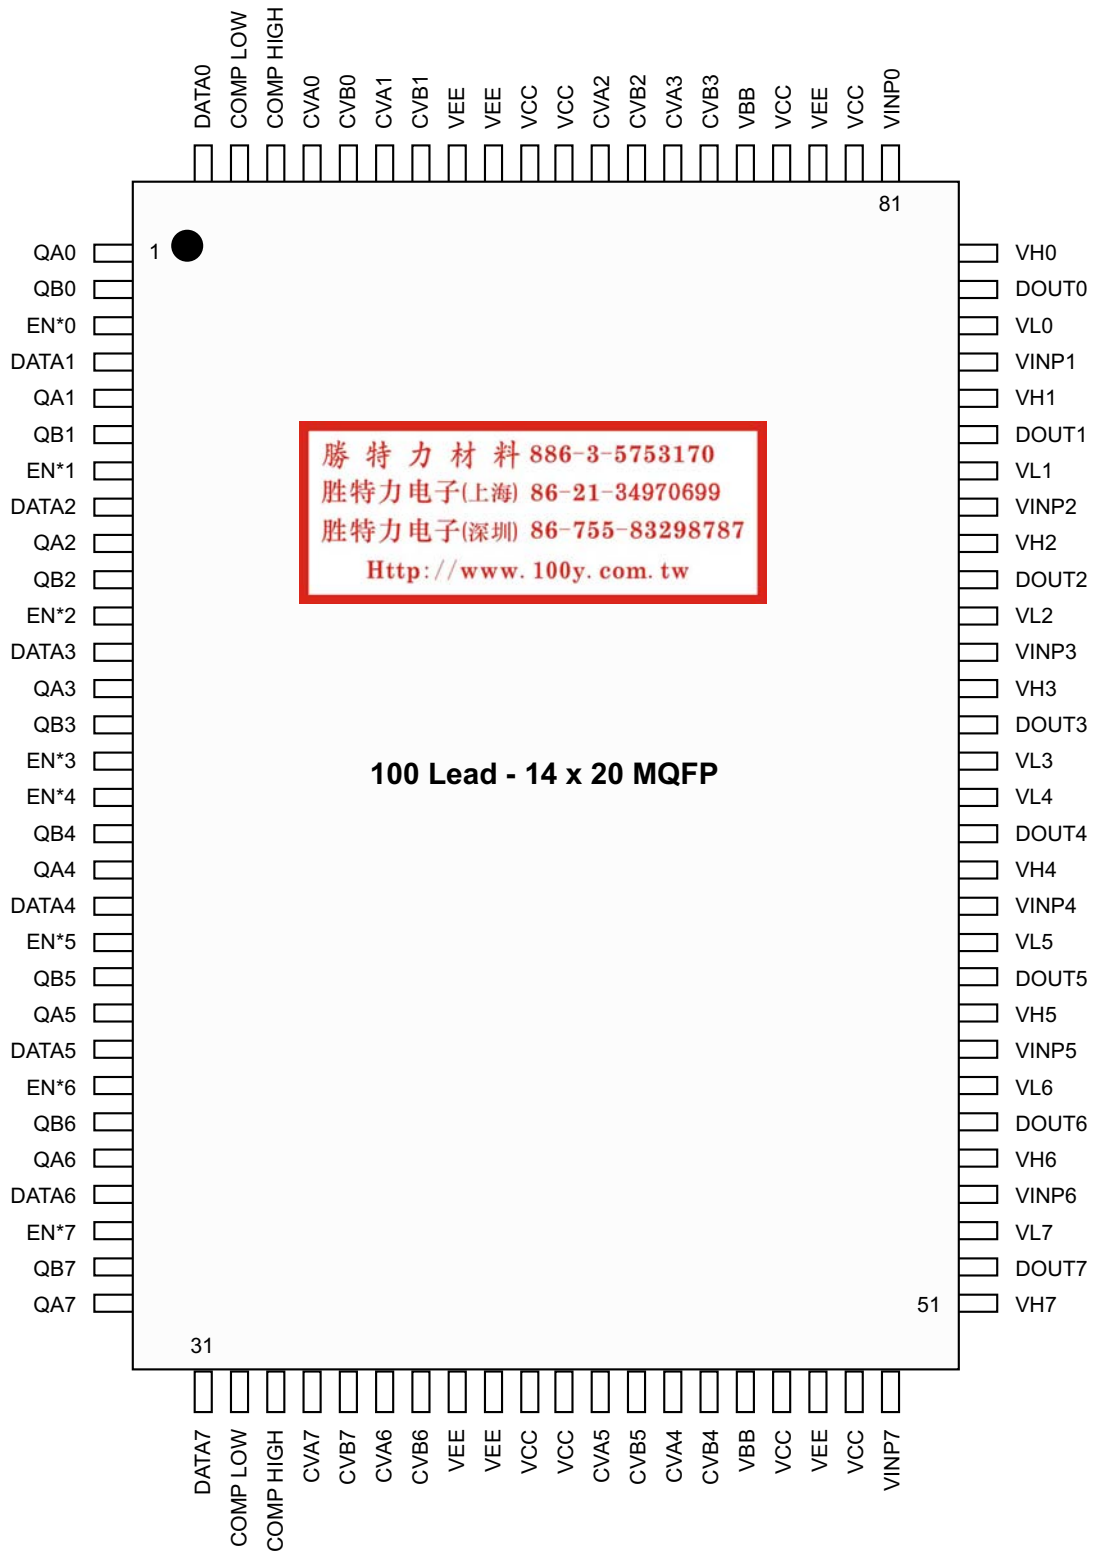 DATA0
COMP LOW
COMP HIGH
CVA0
CVB0
CVA1
CVB1
VEE
VEE
VCC
VCC
CVA2
CVB2
CVA3
CVB3
VBB
VCC
VEE
VCC
VINP0
81
1
QA0
QB0
EN*0
DATA1
QA1
QB1
EN*1
DATA2
QA2
QB2
EN*2
DATA3
QA3
QB3
EN*3
EN*4
QB4
QA4
DATA4
EN*5
QB5
QA5
DATA5
EN*6
QB6
QA6
DATA6
EN*7
QB7
QA7
勝 特 力 材 料 886-3-5753170
胜特力电子(上海) 86-21-34970699
胜特力电子(深圳) 86-755-83298787
Http://www.100y.com.tw
100 Lead - 14 x 20 MQFP
VH0
DOUT0
VL0
VINP1
VH1
DOUT1
VL1
VINP2
VH2
DOUT2
VL2
VINP3
VH3
DOUT3
VL3
VL4
DOUT4
VH4
VINP4
VL5
DOUT5
VH5
VINP5
VL6
DOUT6
VH6
VINP6
VL7
DOUT7
VH7
51
31
DATA7
COMP LOW
COMP HIGH
CVA7
CVB7
CVA6
CVB6
VEE
VEE
VCC
VCC
CVA5
CVB5
CVA4
CVB4
VBB
VCC
VEE
VCC
VINP7